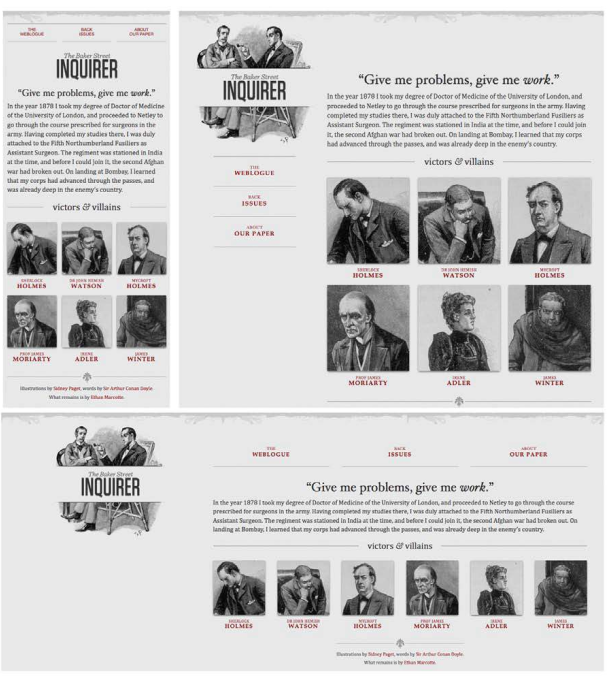 THE
WEBLOGUE
BACK
ISSUES
ABOUT
OUR PAPER
The Baker Street
INQUIRER
“Give me problems, give me work.”
In the year 1878 I took my degree of Doctor of Medicine
of the University of London, and proceeded to Netley to
go through the course prescribed for surgeons in the
army. Having completed my studies there, I was duly
attached to the Fifth Northumberland Fusiliers as
Assistant Surgeon. The regiment was stationed in India
at the time, and before I could join it, the second Afghan
war had broken out. On landing at Bombay, I learned
that my corps had advanced through the passes, and
was already deep in the enemy's country.
victors & villains
SHERLOCK
HOLMES
DR JOHN HEMISH
WATSON
MYCROFT
HOLMES
PROF JAMES
MORIARTY
IRENE
ADLER
JAMES
WINTER
Illustrations by Sidney Paget, words by Sir Arthur Conan Doyle.
What remains is by Ethan Marcotte.
The Baker Street
INQUIRER
THE
WEBLOGUE
BACK
ISSUES
ABOUT
OUR PAPER
“Give me problems, give me work.”
In the year 1878 I took my degree of Doctor of Medicine of the University of London, and
proceeded to Netley to go through the course prescribed for surgeons in the army. Having
completed my studies there, I was duly attached to the Fifth Northumberland Fusiliers as
Assistant Surgeon. The regiment was stationed in India at the time, and before I could join
it, the second Afghan war had broken out. On landing at Bombay, I learned that my corps
had advanced through the passes, and was already deep in the enemy's country.
victors & villains
SHERLOCK
HOLMES
DR JOHN HEMISH
WATSON
MYCROFT
HOLMES
PROF JAMES
MORIARTY
IRENE
ADLER
JAMES
WINTER
The Baker Street
INQUIRER
THE
WEBLOGUE
BACK
ISSUES
ABOUT
OUR PAPER
“Give me problems, give me work.”
In the year 1878 I took my degree of Doctor of Medicine of the University of London, and proceeded to Netley to go through the course
prescribed for surgeons in the army. Having completed my studies there, I was duly attached to the Fifth Northumberland Fusiliers as
Assistant Surgeon. The regiment was stationed in India at the time, and before I could join it, the second Afghan war had broken out. On
landing at Bombay, I learned that my corps had advanced through the passes, and was already deep in the enemy's country.
victors & villains
SHERLOCK
HOLMES
DR JOHN HEMISH
WATSON
MYCROFT
HOLMES
PROF JAMES
MORIARTY
IRENE
ADLER
JAMES
WINTER
Illustrations by Sidney Paget, words by Sir Arthur Conan Doyle.
What remains is by Ethan Marcotte.